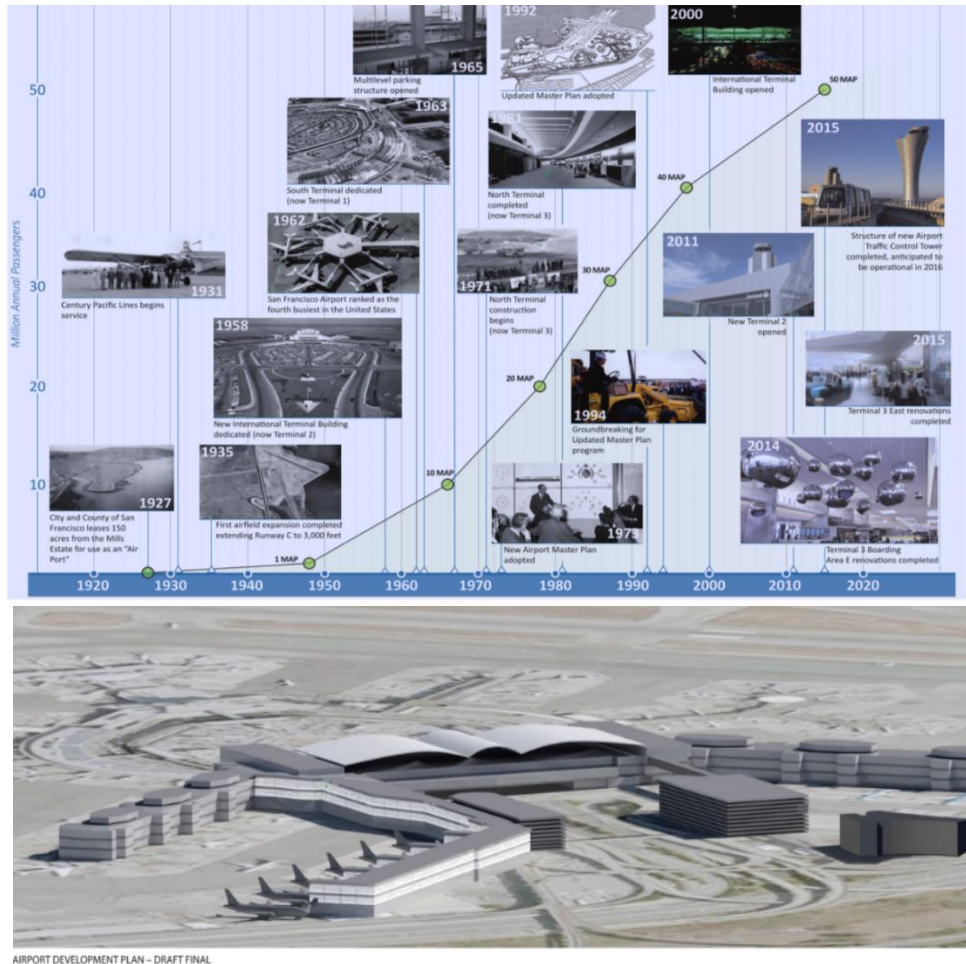 1965
Multilevel parking
structure opened
1992
Updated Master Plan adopted
2000
International Terminal
Building opened
50 MAP
50
1963
South Terminal dedicated
(now Terminal 1)
1981
North Terminal
completed
(now Terminal 3)
40 MAP
2015
Structure of new Airport
Traffic Control Tower
completed, anticipated to
be operational in 2016
40
Million Annual Passengers
1931
Century Pacific Lines begins
service
1962
San Francisco Airport ranked as the
fourth busiest in the United States
1971
North Terminal
construction
begins
(now Terminal 3)
30 MAP
2011
New Terminal 2
opened
30
1958
New International Terminal Building
dedicated (now Terminal 2)
20 MAP
1994
Groundbreaking for
Updated Master Plan
program
2015
Terminal 3 East renovations
completed
20
1927
City and County of San
Francisco leases 150
acres from the Mills
Estate for use as an “Air
Port”
1935
First airfield expansion completed
extending Runway C to 3,000 feet
10 MAP
1973
New Airport Master Plan
adopted
2014
Terminal 3 Boarding
Area E renovations completed
10
1 MAP
1920 1930 1940 1950 1960 1970 1980 1990 2000 2010 2020
AIRPORT DEVELOPMENT PLAN – DRAFT FINAL